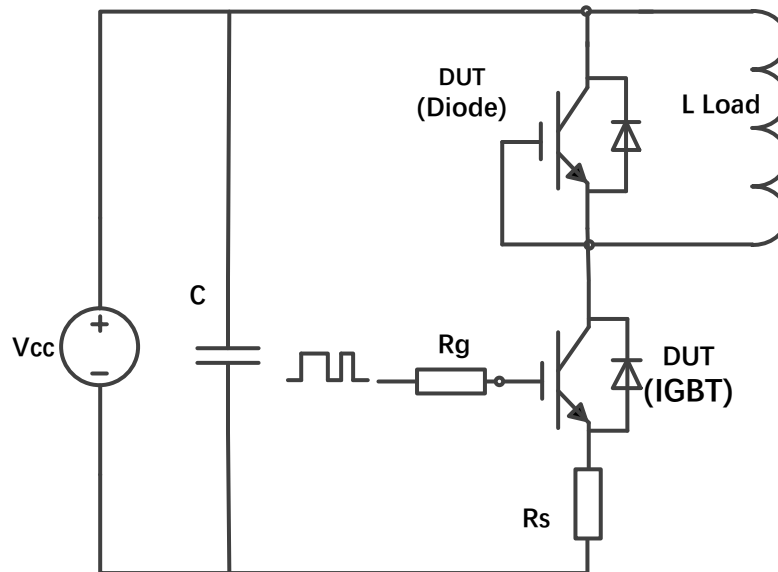 DUT
(Diode)
L Load
C
Vcc
+
−
Rg
DUT
(IGBT)
Rs